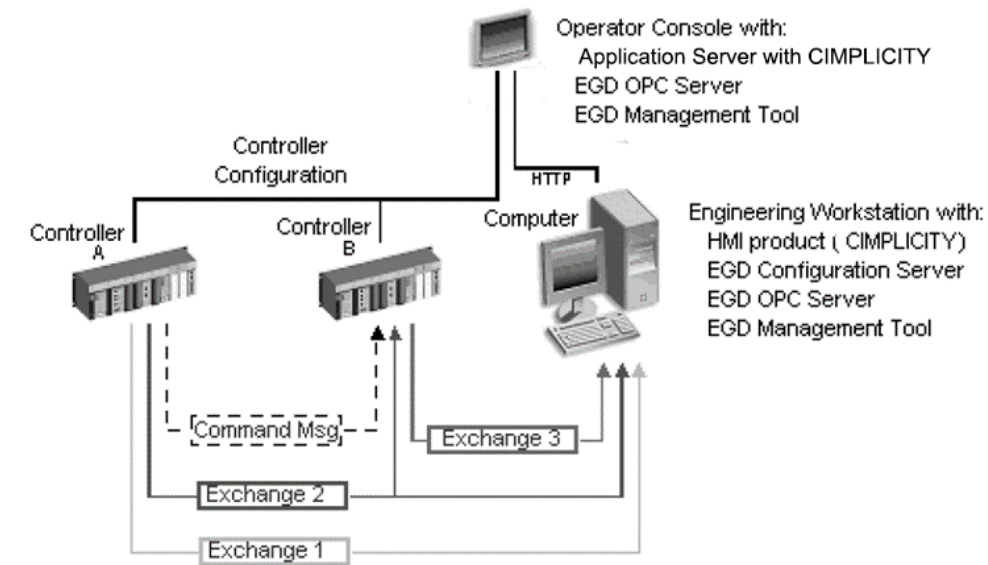 Operator Console with:
Application Server with CIMPLICITY
EGD OPC Server
EGD Management Tool
Controller
Configuration
HTTP
Controller
A
Controller
B
Computer
Engineering Workstation with:
HMI product ( CIMPLICITY)
EGD Configuration Server
EGD OPC Server
EGD Management Tool
Command Msg
Exchange 3
Exchange 2
Exchange 1